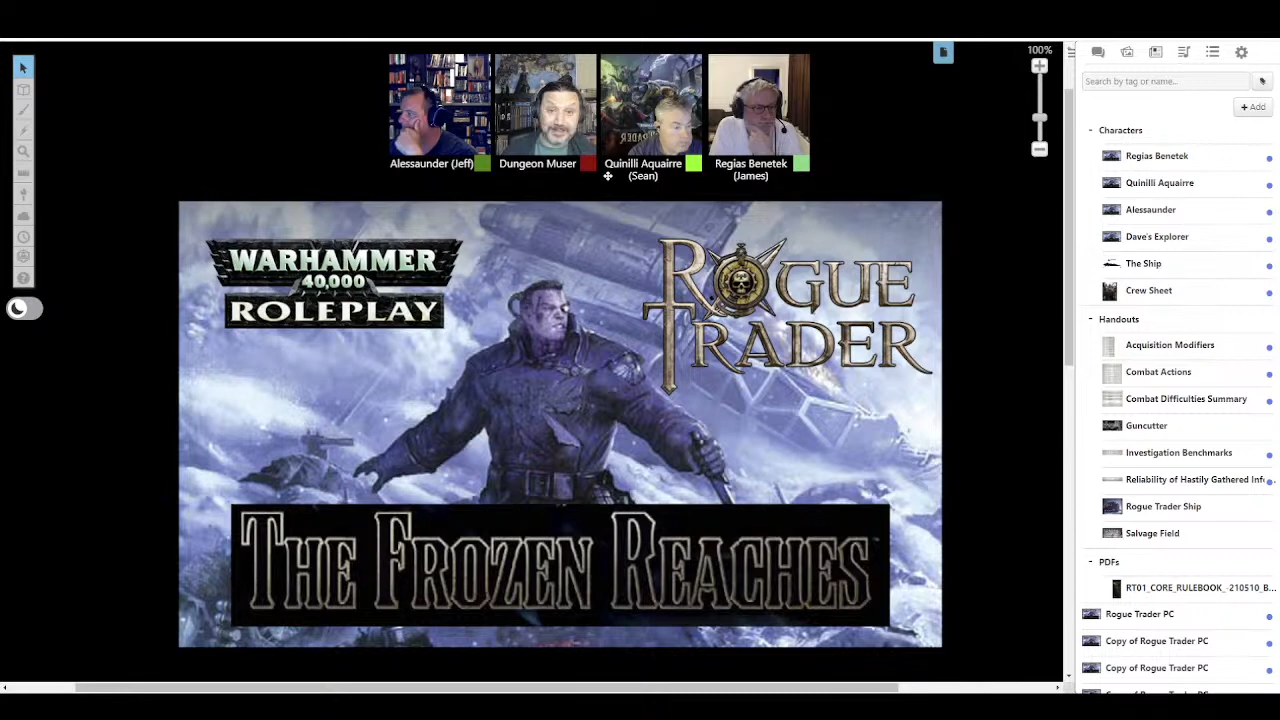 100%
Search by tag or name...
+ Add
Alessaunder (Jeff)
Dungeon Muser
Quinilli Aquairre
(Sean)
Regias Benetek
(James)
Characters
Regias Benetek
Quinilli Aquairre
Alessaunder
Dave's Explorer
The Ship
Crew Sheet
Handouts
Acquisition Modifiers
Combat Actions
Combat Difficulties Summary
Guncutter
Investigation Benchmarks
Reliability of Hastily Gathered Inf
Rogue Trader Ship
Salvage Field
PDFs
RT01_CORE_RULEBOOK_-210510_B...
Rogue Trader PC
Copy of Rogue Trader PC
Copy of Rogue Trader PC
WARHAMMER
40,000
ROLEPLAY
ROGUE
TRADER
THE FROZEN REACHES